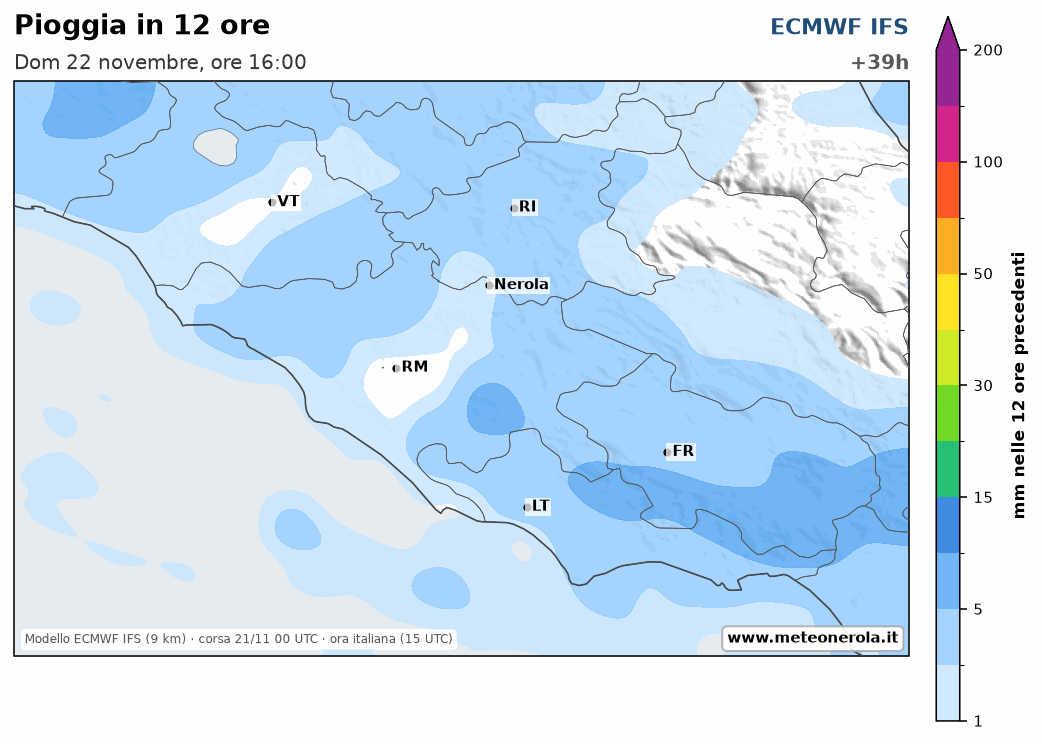 Pioggia in 12 ore
ECMWF IFS
Dom 22 novembre, ore 16:00
+39h
VT
RI
Nerola
RM
FR
LT
200
100
50
30
15
5
1
mm nelle 12 ore precedenti
Modello ECMWF IFS (9 km) · corsa 21/11 00 UTC · ora italiana (15 UTC)
www.meteonerola.it